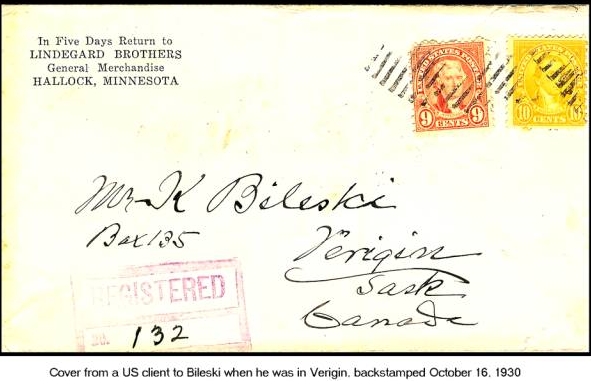 In Five Days Return to
LINDEGARD BROTHERS
General Merchandise
HALLOCK, MINNESOTA
UNITED STATES POSTAGE
9 9
CENTS
10 10
CENTS
Mr K Bileski
Box 135
Verigin
Sask
Canada
REGISTERED
NO. 132
Cover from a US client to Bileski when he was in Verigin. backstamped October 16, 1930